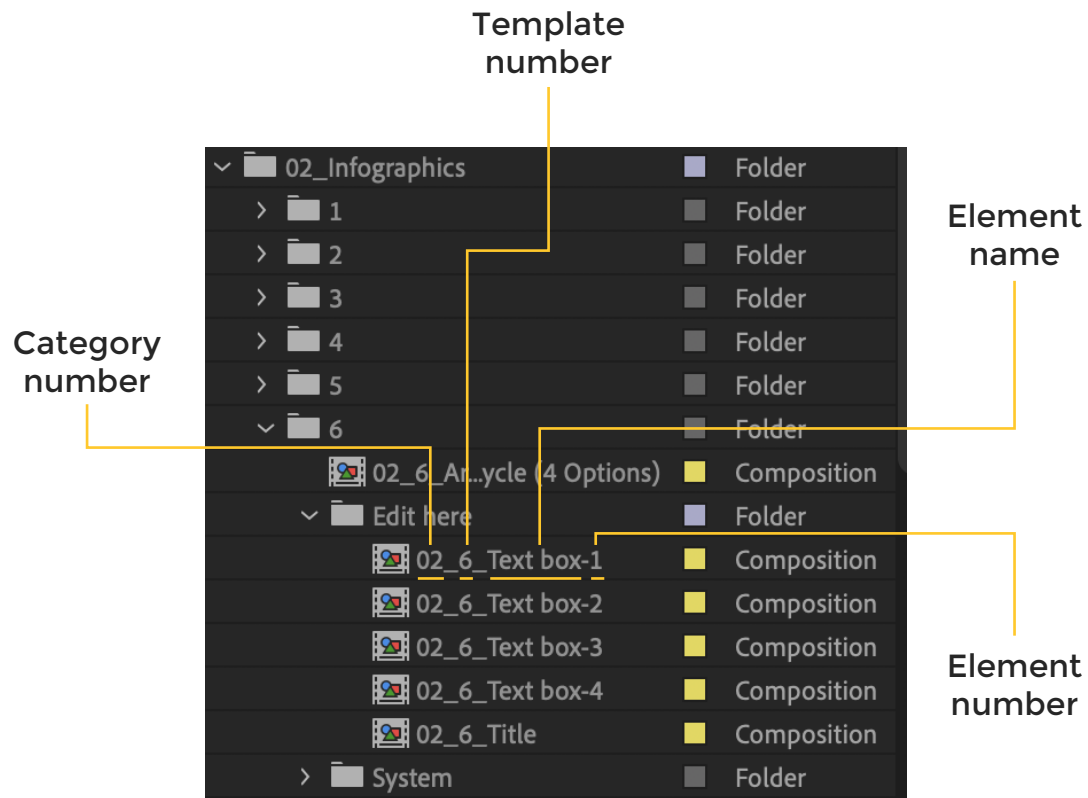 Template
number
02_Infographics Folder
1 Folder
2 Folder
Element
name
3 Folder
4 Folder
Category
number
5 Folder
6 Folder
02_6_Ar...ycle (4 Options) Composition
Edit here Folder
02_6_Text box-1 Composition
02_6_Text box-2 Composition
02_6_Text box-3 Composition
02_6_Text box-4 Composition
Element
number
02_6_Title Composition
System Folder